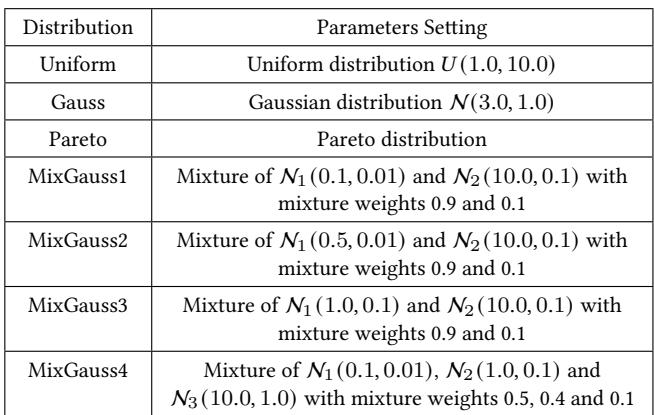 Distribution Parameters Setting
Uniform Uniform distribution U(1.0, 10.0)
Gauss Gaussian distribution 𝒩(3.0, 1.0)
Pareto Pareto distribution
MixGauss1 Mixture of 𝒩₁(0.1, 0.01) and 𝒩₂(10.0, 0.1) with
mixture weights 0.9 and 0.1
MixGauss2 Mixture of 𝒩₁(0.5, 0.01) and 𝒩₂(10.0, 0.1) with
mixture weights 0.9 and 0.1
MixGauss3 Mixture of 𝒩₁(1.0, 0.1) and 𝒩₂(10.0, 0.1) with
mixture weights 0.9 and 0.1
MixGauss4 Mixture of 𝒩₁(0.1, 0.01), 𝒩₂(1.0, 0.1) and
𝒩₃(10.0, 1.0) with mixture weights 0.5, 0.4 and 0.1